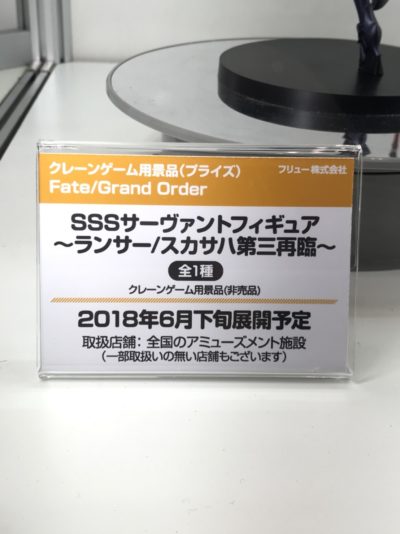 クレーンゲーム用景品(プライズ) フリュー株式会社
Fate/Grand Order
SSSサーヴァントフィギュア
～ランサー/スカサハ第三再臨～
全1種
クレーンゲーム用景品(非売品)
2018年6月下旬展開予定
取扱店舗：全国のアミューズメント施設
（一部取扱いの無い店舗もございます）